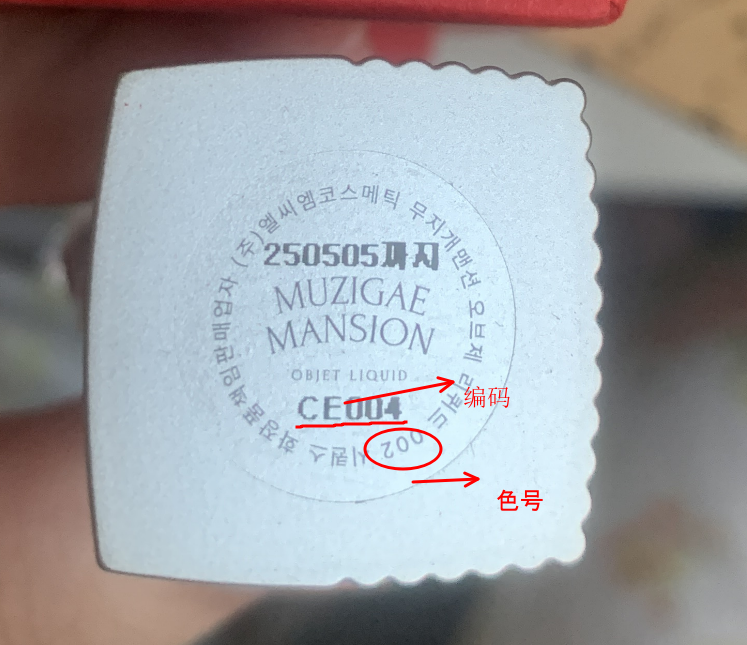 (주)엘씨엠코스메틱 무지개맨션 오브제 리퀴드 002 시퀀스 화장품책임판매업자
250505까지
MUZIGAE
MANSION
OBJET LIQUID
CE004
编码
色号